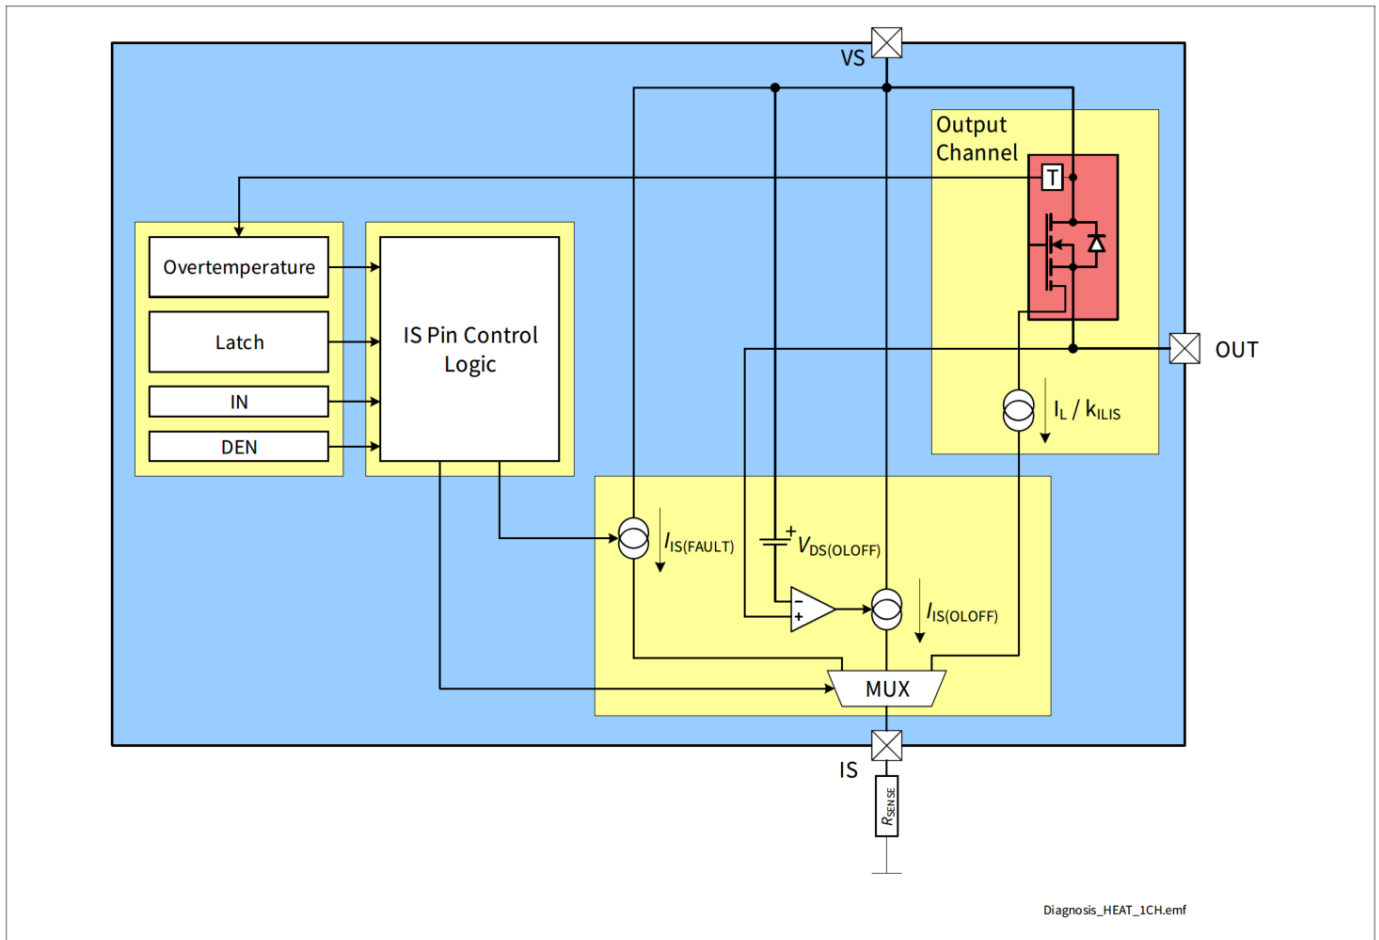 VS
Output
Channel
T
Overtemperature
Latch
IN
DEN
IS Pin Control
Logic
OUT
IL / kILIS
IIS(FAULT)
+
VDS(OLOFF)
−
+
IIS(OLOFF)
MUX
IS
RSENSE
Diagnosis_HEAT_1CH.emf